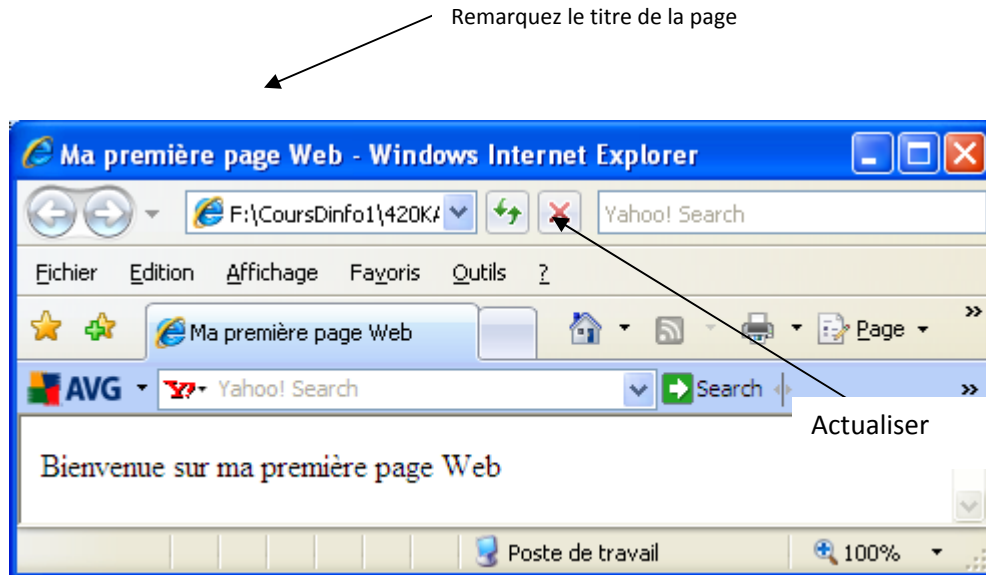 Remarquez le titre de la page
Ma première page Web - Windows Internet Explorer
F:\CoursDinfo1\420KA
Yahoo! Search
Fichier Edition Affichage Favoris Outils ?
Ma première page Web
Page
AVG Yahoo! Search Search
Actualiser
Bienvenue sur ma première page Web
Poste de travail 100%